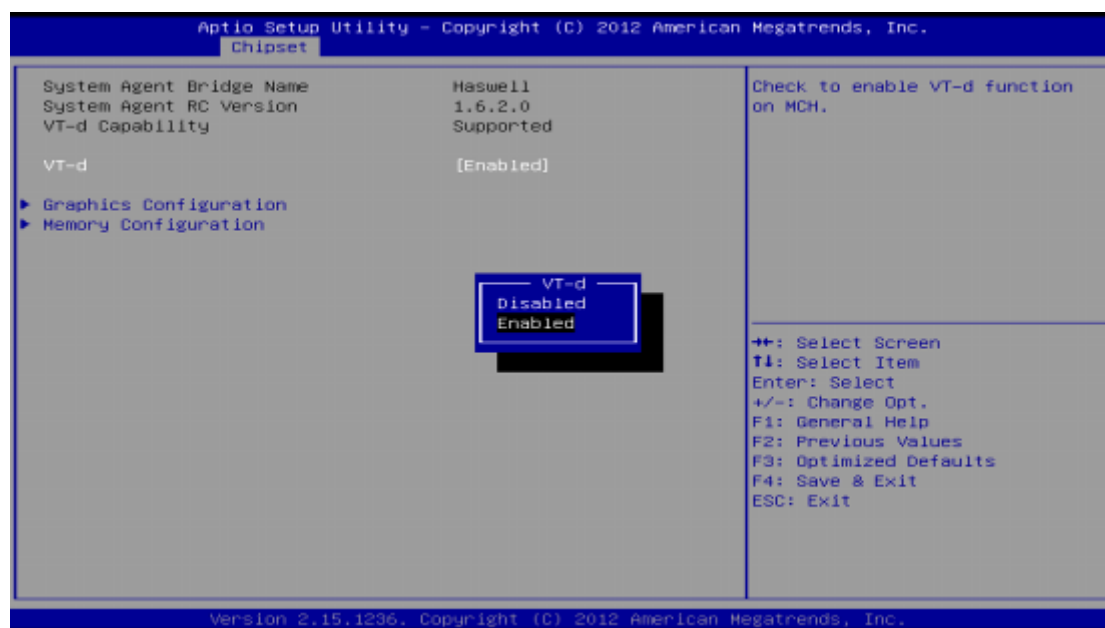 Aptio Setup Utility – Copyright (C) 2012 American Megatrends, Inc.
Chipset
System Agent Bridge Name Haswell
System Agent RC Version 1.6.2.0
VT-d Capability Supported
VT-d [Enabled]
Graphics Configuration
Memory Configuration
VT-d
Disabled
Enabled
Check to enable VT-d function
on MCH.
→←: Select Screen
↑↓: Select Item
Enter: Select
+/-: Change Opt.
F1: General Help
F2: Previous Values
F3: Optimized Defaults
F4: Save & Exit
ESC: Exit
Version 2.15.1236. Copyright (C) 2012 American Megatrends, Inc.